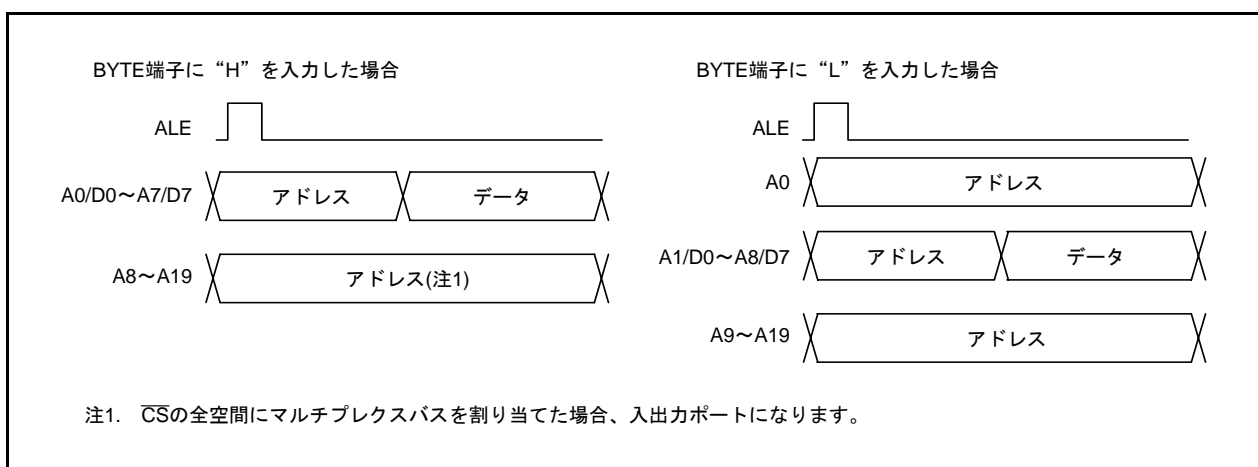 BYTE端子に“H”を入力した場合
ALE
A0/D0～A7/D7
アドレス
データ
A8～A19
アドレス(注1)
BYTE端子に“L”を入力した場合
ALE
A0
アドレス
A1/D0～A8/D7
アドレス
データ
A9～A19
アドレス
注1. C̅S̅の全空間にマルチプレクスバスを割り当てた場合、入出力ポートになります。